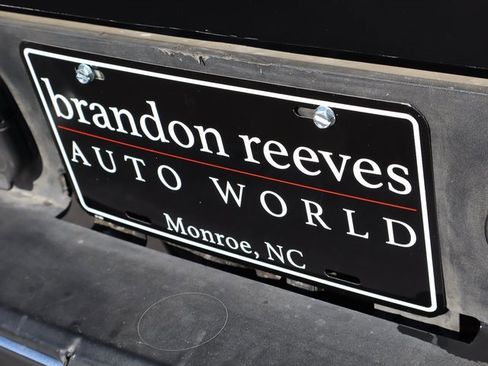 brandon reeves
AUTO WORLD
Monroe, NC